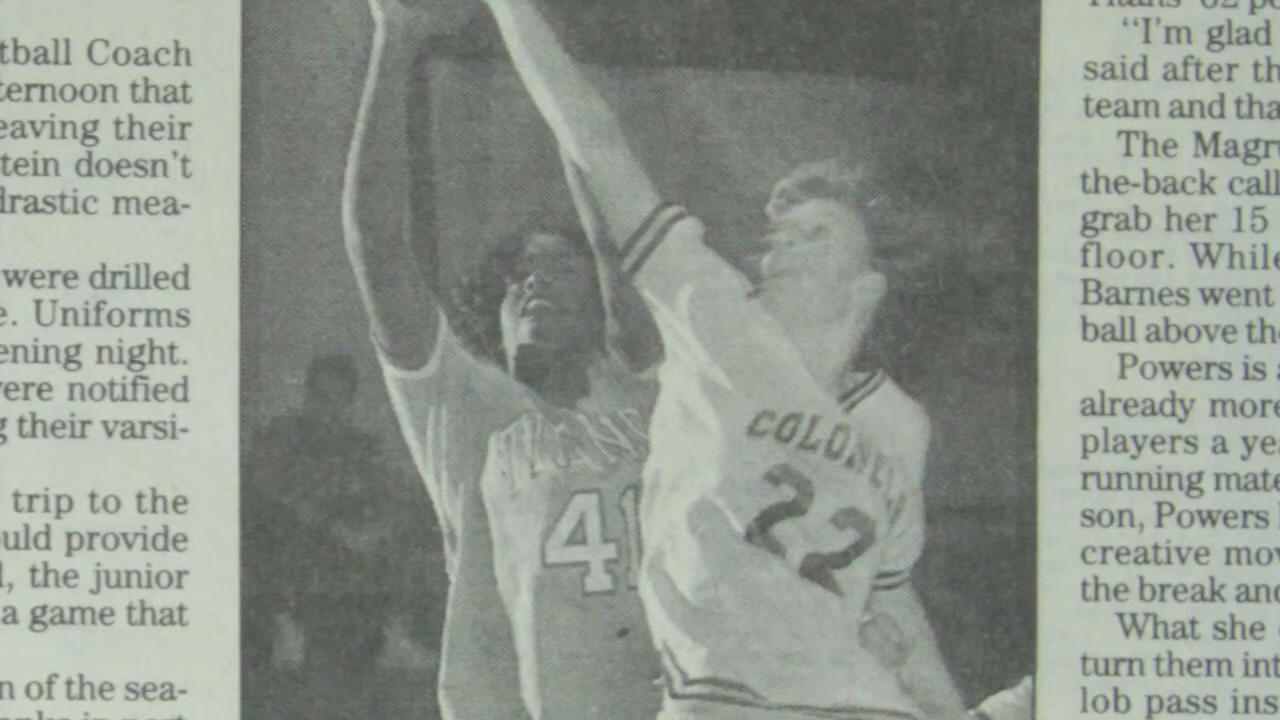 tball Coach
ternoon that
eaving their
tein doesn't
drastic mea-
were drilled
e. Uniforms
ening night.
vere notified
g their varsi-
trip to the
ould provide
l, the junior
a game that
n of the sea-
COLONELS
22
41
"I'm glad
said after th
team and tha
The Magru
the-back call
grab her 15
floor. While
Barnes went
ball above th
Powers is a
already more
players a yea
running mate
son, Powers
creative mov
the break and
What she
turn them int
lob pass ins